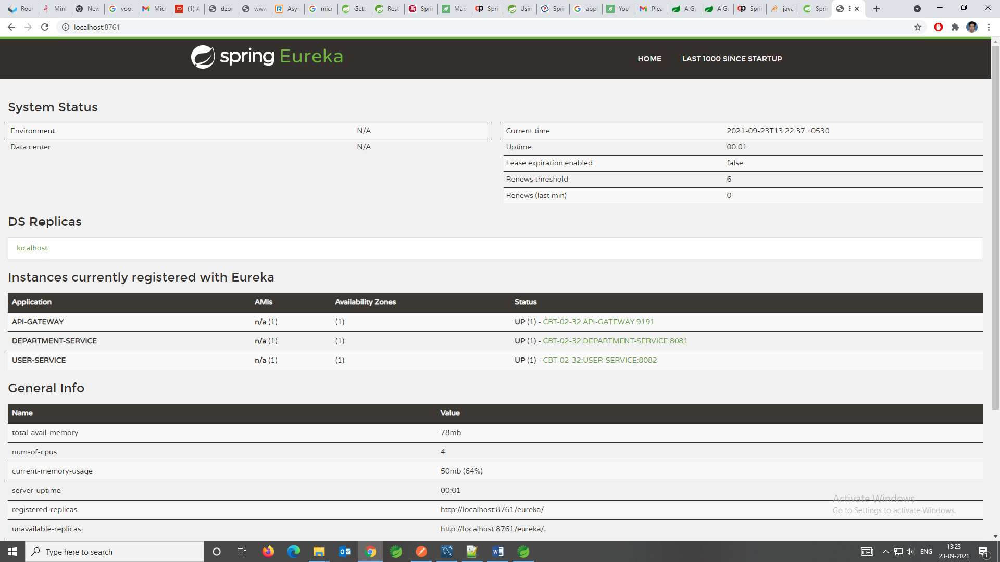 Rour
Mini
New
yooc
Micr
(1) A
dzor
www
Asyr
micr
Gett
Rest
Sprir
Map
Sprir
Usin
Sprir
appl
You'
Plea
A Gu
A Gu
Sprir
java
Sprir
E
localhost:8761
spring Eureka
HOME LAST 1000 SINCE STARTUP
System Status
Environment N/A
Data center N/A
Current time 2021-09-23T13:22:37 +0530
Uptime 00:01
Lease expiration enabled false
Renews threshold 6
Renews (last min) 0
DS Replicas
localhost
Instances currently registered with Eureka
Application AMIs Availability Zones Status
API-GATEWAY n/a (1) (1) UP (1) - CBT-02-32:API-GATEWAY:9191
DEPARTMENT-SERVICE n/a (1) (1) UP (1) - CBT-02-32:DEPARTMENT-SERVICE:8081
USER-SERVICE n/a (1) (1) UP (1) - CBT-02-32:USER-SERVICE:8082
General Info
Name Value
total-avail-memory 78mb
num-of-cpus 4
current-memory-usage 50mb (64%)
server-uptime 00:01
registered-replicas http://localhost:8761/eureka/
unavailable-replicas http://localhost:8761/eureka/,
Activate Windows
Go to Settings to activate Windows.
Type here to search
ENG
13:23
23-09-2021
1